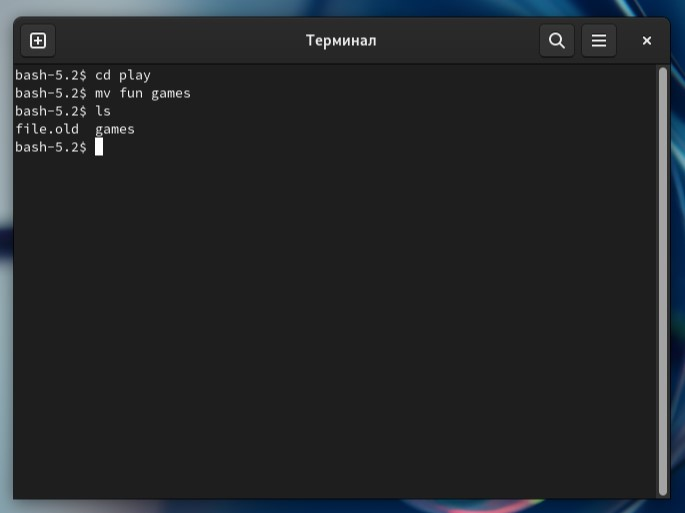 Терминал
bash-5.2$ cd play
bash-5.2$ mv fun games
bash-5.2$ ls
file.old  games
bash-5.2$